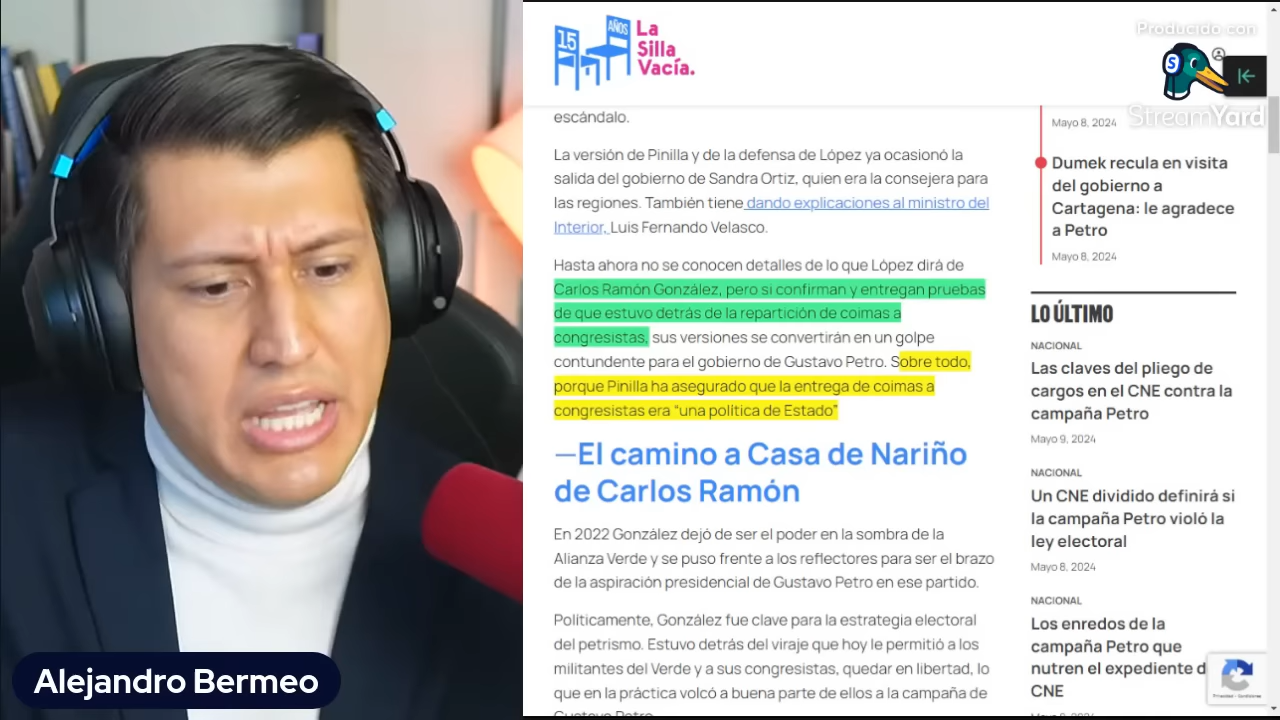 Alejandro Bermeo
15
AÑOS
La
Silla
Vacía.
Producido con
S
StreamYard
escándalo.
La versión de Pinilla y de la defensa de López ya ocasionó la
salida del gobierno de Sandra Ortiz, quien era la consejera para
las regiones. También tiene dando explicaciones al ministro del
Interior, Luis Fernando Velasco.
Hasta ahora no se conocen detalles de lo que López dirá de
Carlos Ramón González, pero si confirman y entregan pruebas
de que estuvo detrás de la repartición de coimas a
congresistas, sus versiones se convertirán en un golpe
contundente para el gobierno de Gustavo Petro. Sobre todo,
porque Pinilla ha asegurado que la entrega de coimas a
congresistas era “una política de Estado”
—El camino a Casa de Nariño
de Carlos Ramón
En 2022 González dejó de ser el poder en la sombra de la
Alianza Verde y se puso frente a los reflectores para ser el brazo
de la aspiración presidencial de Gustavo Petro en ese partido.
Políticamente, González fue clave para la estrategia electoral
del petrismo. Estuvo detrás del viraje que hoy le permitió a los
militantes del Verde y a sus congresistas, quedar en libertad, lo
que en la práctica volcó a buena parte de ellos a la campaña de
Gustavo Petro.
Mayo 8, 2024
Dumek recula en visita
del gobierno a
Cartagena: le agradece
a Petro
Mayo 8, 2024
LO ÚLTIMO
NACIONAL
Las claves del pliego de
cargos en el CNE contra la
campaña Petro
Mayo 9, 2024
NACIONAL
Un CNE dividido definirá si
la campaña Petro violó la
ley electoral
Mayo 8, 2024
NACIONAL
Los enredos de la
campaña Petro que
nutren el expediente d
CNE
Mayo 8, 2024